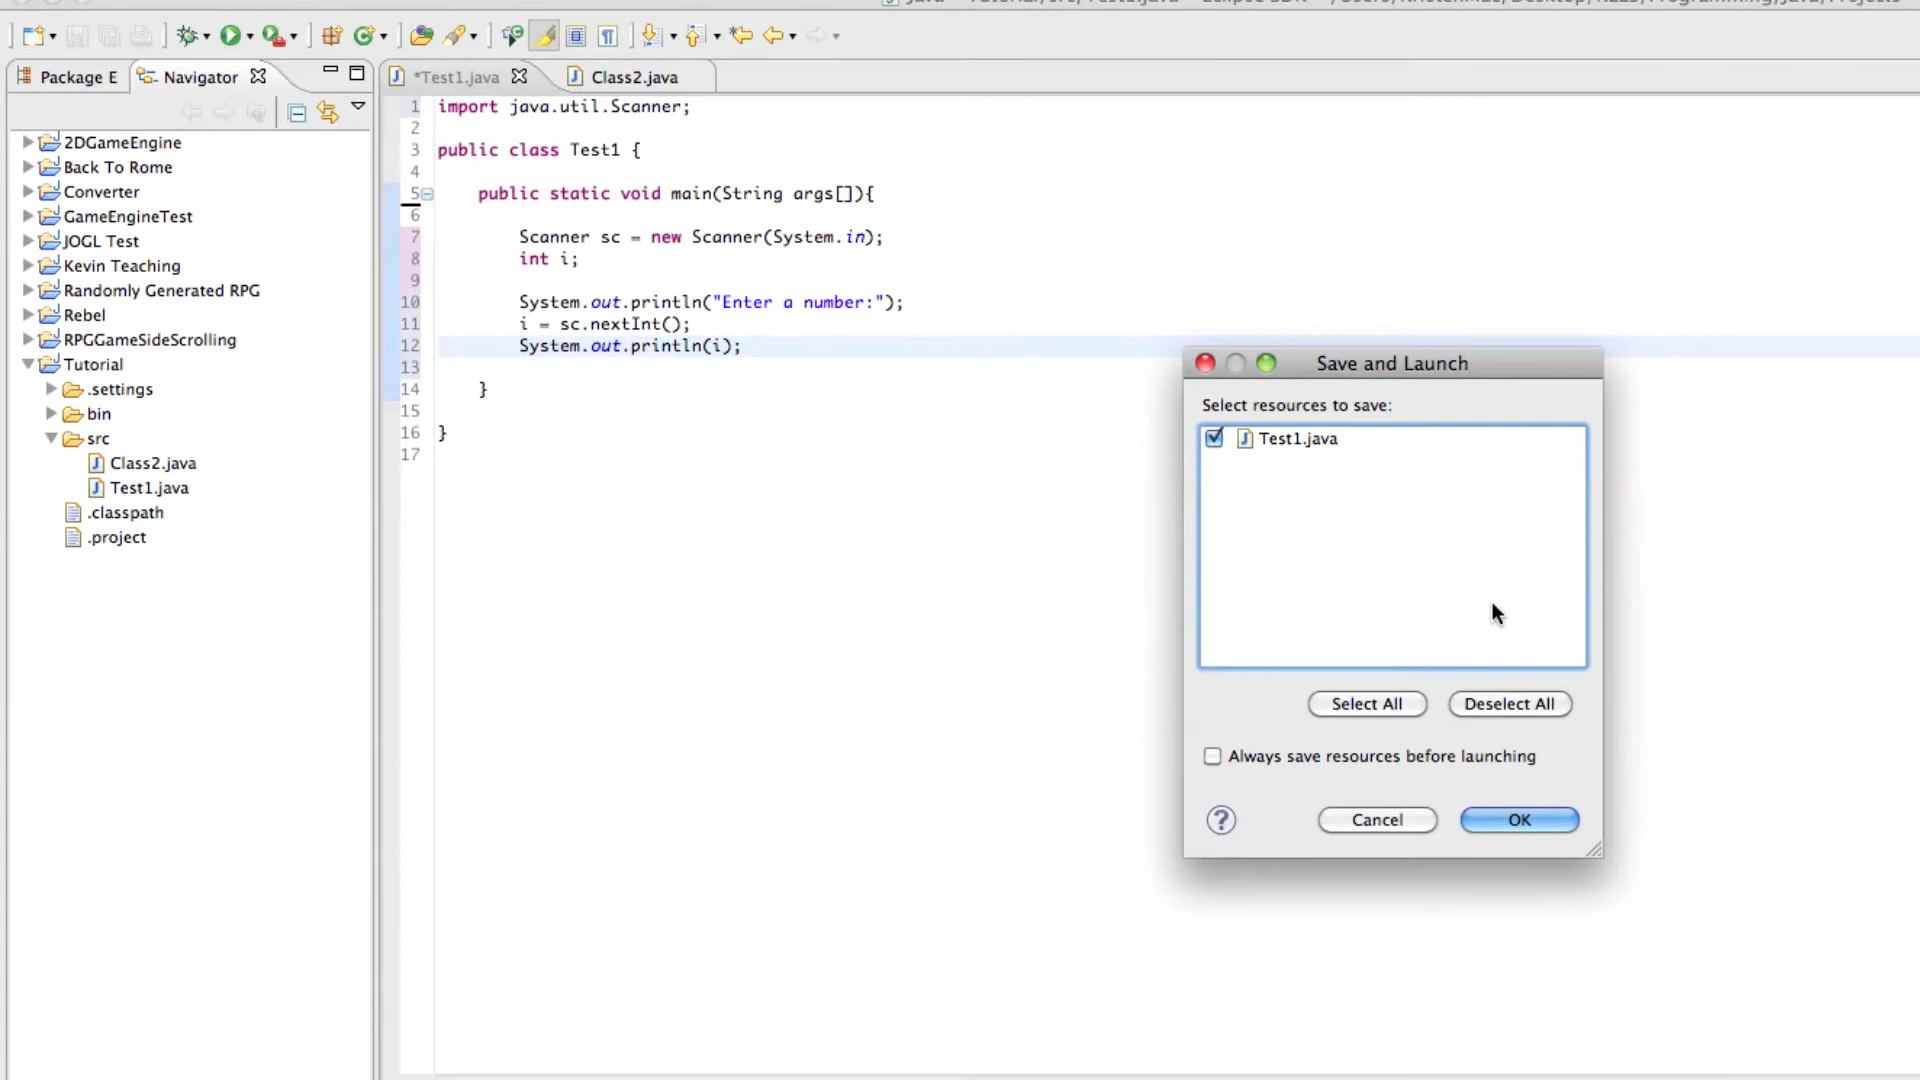 Package E
Navigator
*Test1.java
Class2.java
2DGameEngine
Back To Rome
Converter
GameEngineTest
JOGL Test
Kevin Teaching
Randomly Generated RPG
Rebel
RPGGameSideScrolling
Tutorial
.settings
bin
src
Class2.java
Test1.java
.classpath
.project
1 import java.util.Scanner;
2
3 public class Test1 {
4
5 public static void main(String args[]){
6
7 Scanner sc = new Scanner(System.in);
8 int i;
9
10 System.out.println("Enter a number:");
11 i = sc.nextInt();
12 System.out.println(i);
13
14 }
15
16 }
17
Save and Launch
Select resources to save:
Test1.java
Select All
Deselect All
Always save resources before launching
?
Cancel
OK